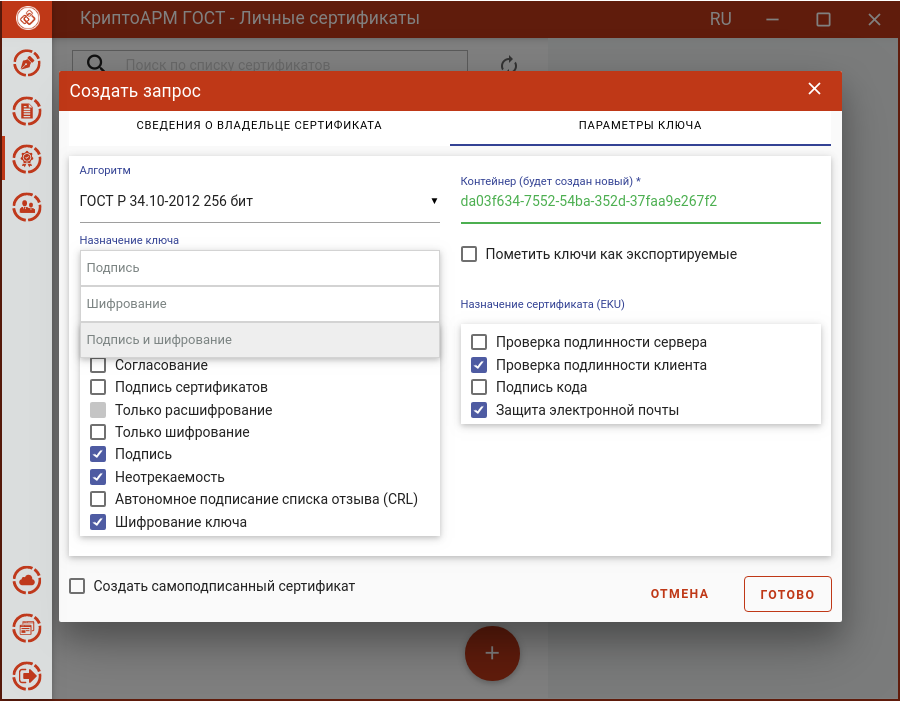 КриптоАРМ ГОСТ - Личные сертификаты
RU
Поиск по списку сертификатов
Создать запрос
СВЕДЕНИЯ О ВЛАДЕЛЬЦЕ СЕРТИФИКАТА
ПАРАМЕТРЫ КЛЮЧА
Алгоритм
ГОСТ Р 34.10-2012 256 бит
Назначение ключа
Подпись
Шифрование
Подпись и шифрование
Согласование
Подпись сертификатов
Только расшифрование
Только шифрование
Подпись
Неотрекаемость
Автономное подписание списка отзыва (CRL)
Шифрование ключа
Контейнер (будет создан новый) *
da03f634-7552-54ba-352d-37faa9e267f2
Пометить ключи как экспортируемые
Назначение сертификата (EKU)
Проверка подлинности сервера
Проверка подлинности клиента
Подпись кода
Защита электронной почты
Создать самоподписанный сертификат
ОТМЕНА
ГОТОВО